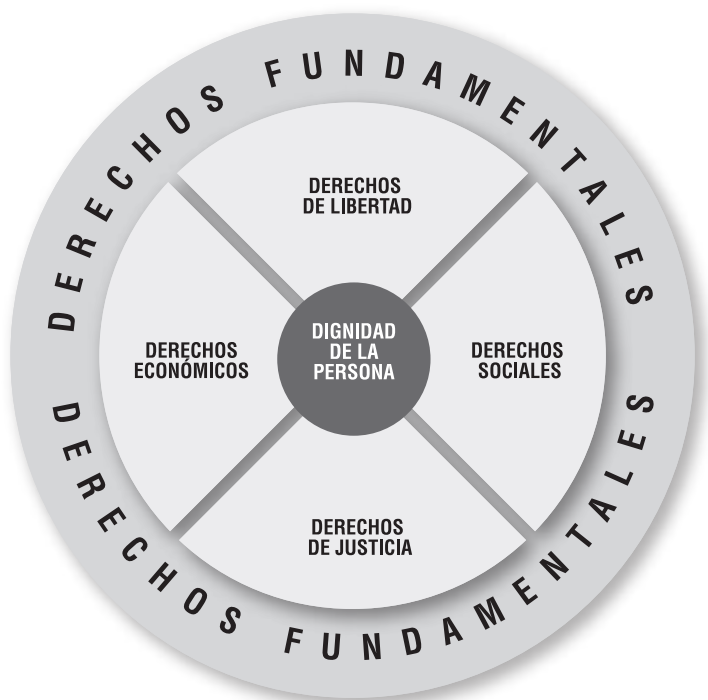 DERECHOS FUNDAMENTALES
DERECHOS
DE LIBERTAD
DERECHOS
ECONÓMICOS
DIGNIDAD
DE LA
PERSONA
DERECHOS
SOCIALES
DERECHOS
DE JUSTICIA
DERECHOS FUNDAMENTALES